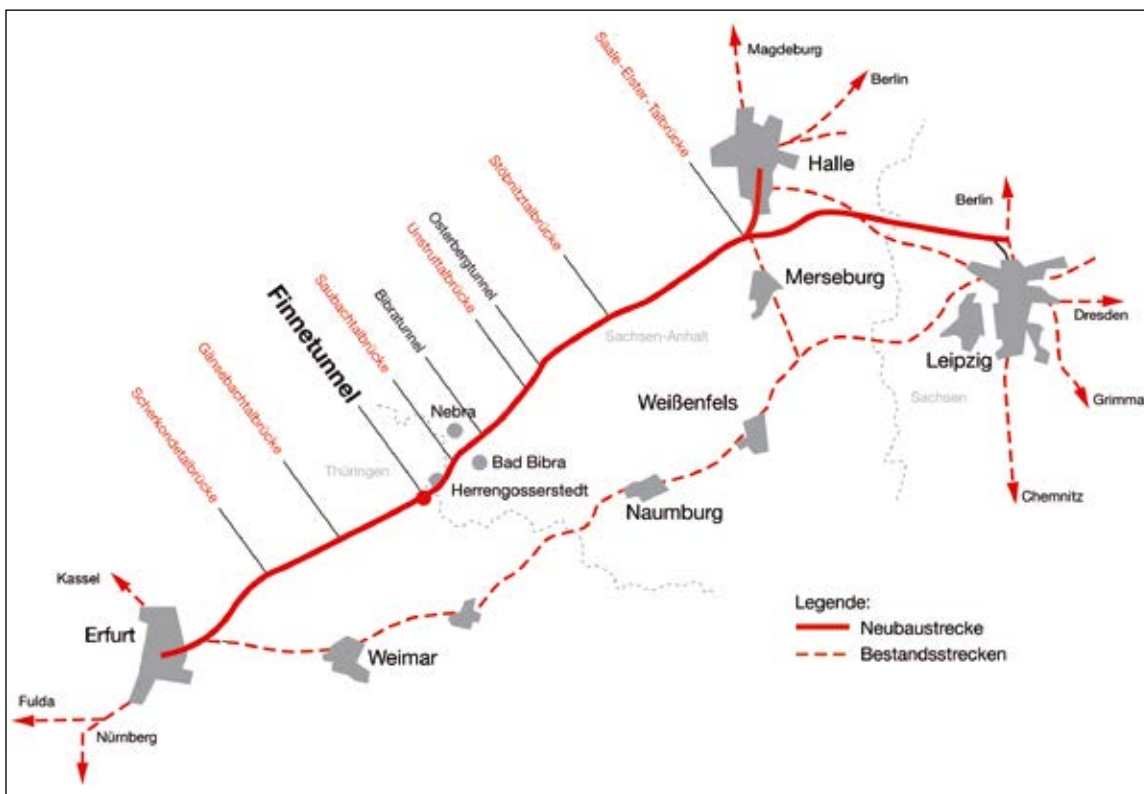 Magdeburg
Berlin
Saale-Elster-Talbrücke
Halle
Stöbnitztalbrücke
Berlin
Osterbergtunnel
Unstruttalbrücke
Merseburg
Bibratunnel
Saubachtalbrücke
Finnetunnel
Dresden
Gänsebachtalbrücke
Sachsen-Anhalt
Leipzig
Scherkondetalbrücke
Nebra
Weißenfels
Sachsen
Grimma
Thüringen
Bad Bibra
Herrengosserstedt
Naumburg
Chemnitz
Kassel
Legende:
Erfurt
Neubaustrecke
Weimar
Bestandsstrecken
Fulda
Nürnberg